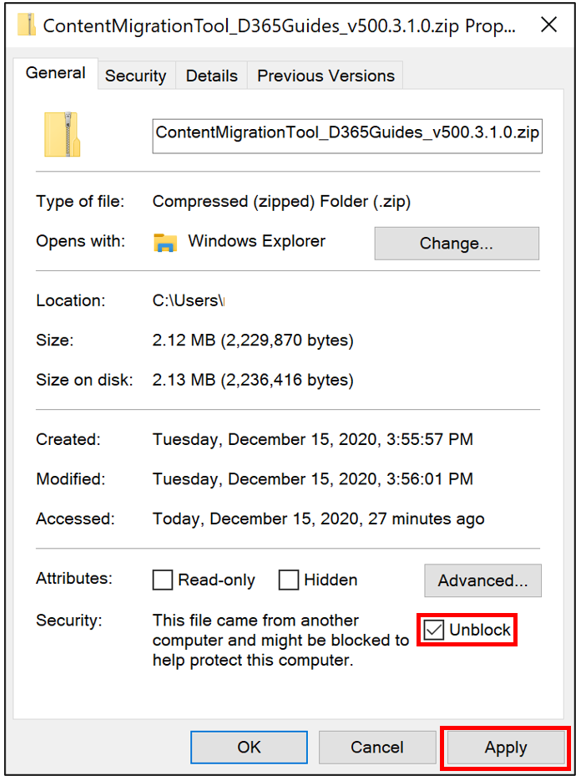 ContentMigrationTool_D365Guides_v500.3.1.0.zip Prop...
General Security Details Previous Versions
ContentMigrationTool_D365Guides_v500.3.1.0.zip
Type of file: Compressed (zipped) Folder (.zip)
Opens with: Windows Explorer Change...
Location: C:\Users\
Size: 2.12 MB (2,229,870 bytes)
Size on disk: 2.13 MB (2,236,416 bytes)
Created: Tuesday, December 15, 2020, 3:55:57 PM
Modified: Tuesday, December 15, 2020, 3:56:01 PM
Accessed: Today, December 15, 2020, 27 minutes ago
Attributes: Read-only Hidden Advanced...
Security: This file came from another
computer and might be blocked to Unblock
help protect this computer.
OK Cancel Apply